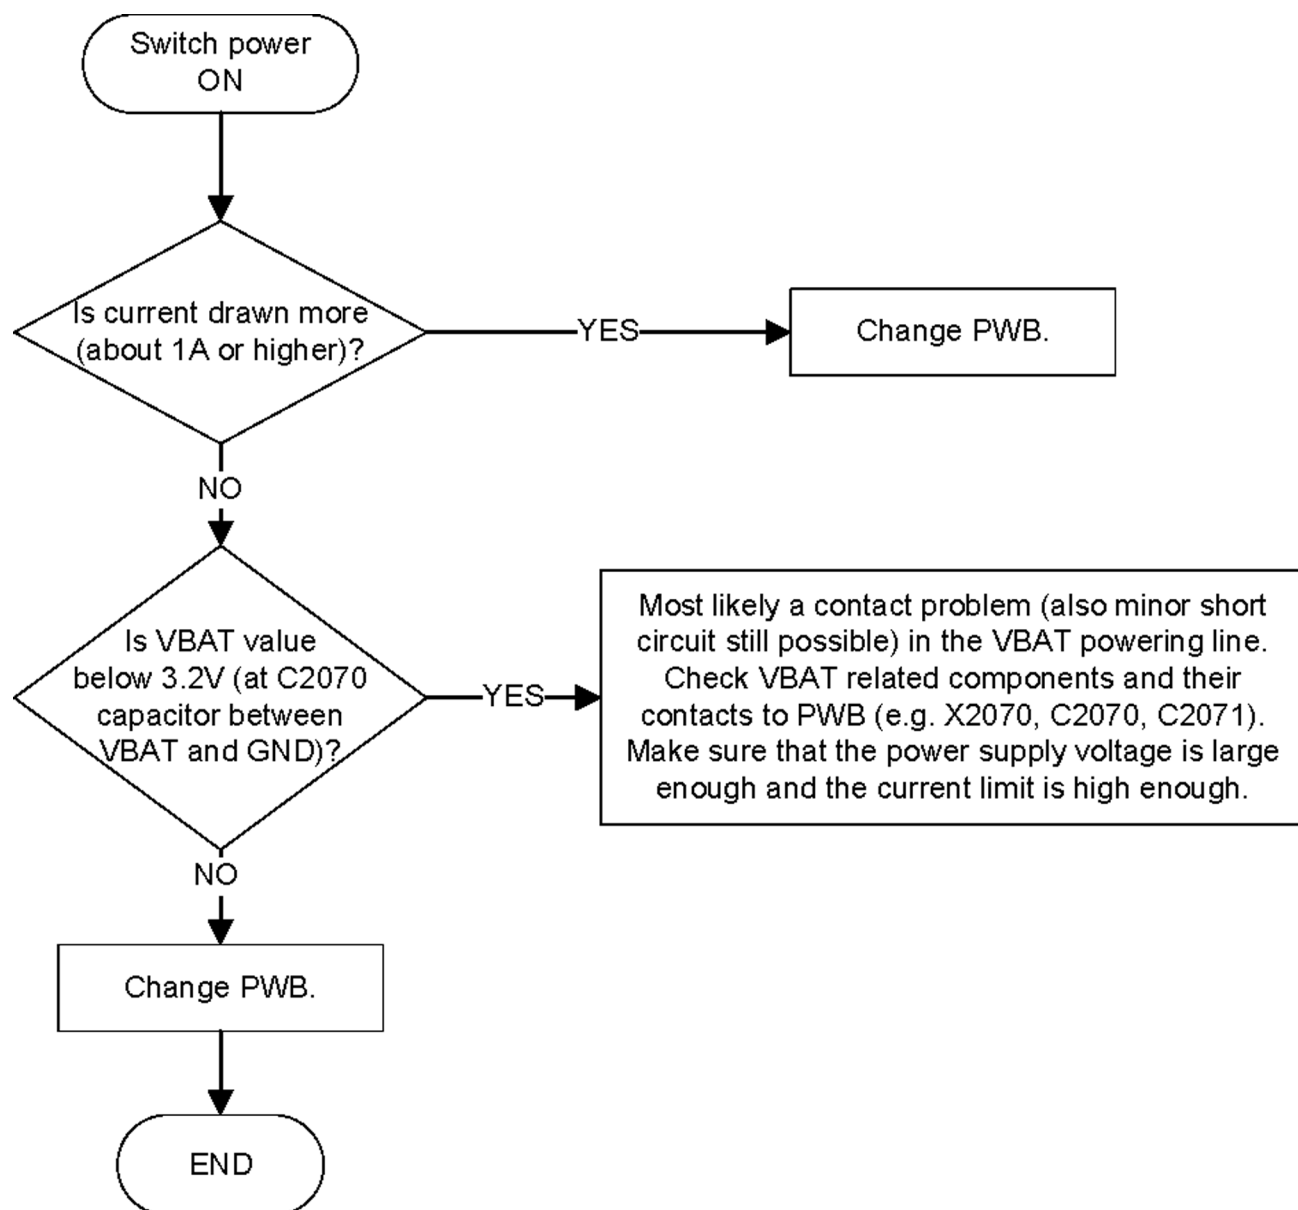 Switch power
ON
Is current drawn more
(about 1A or higher)?
YES
Change PWB.
NO
Is VBAT value
below 3.2V (at C2070
capacitor between
VBAT and GND)?
YES
Most likely a contact problem (also minor short
circuit still possible) in the VBAT powering line.
Check VBAT related components and their
contacts to PWB (e.g. X2070, C2070, C2071).
Make sure that the power supply voltage is large
enough and the current limit is high enough.
NO
Change PWB.
END